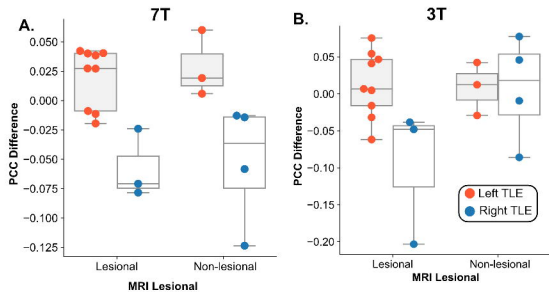 A.
7T
PCC Difference
0.050
0.025
0.000
−0.025
−0.050
−0.075
−0.100
−0.125
Lesional
Non-lesional
MRI Lesional
B.
3T
PCC Difference
0.10
0.05
0.00
−0.05
−0.10
−0.15
−0.20
Lesional
Non-lesional
MRI Lesional
Left TLE
Right TLE